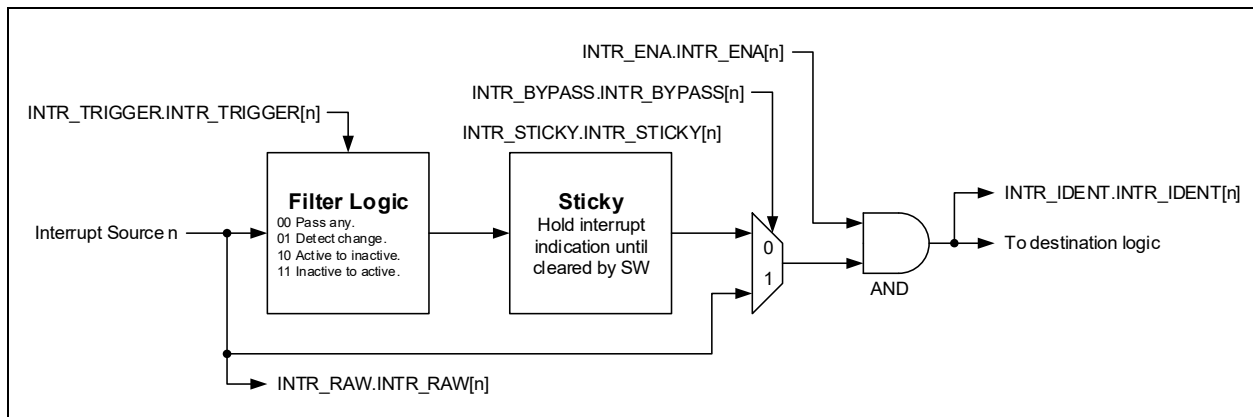 INTR_ENA.INTR_ENA[n]
INTR_BYPASS.INTR_BYPASS[n]
INTR_TRIGGER.INTR_TRIGGER[n]
INTR_STICKY.INTR_STICKY[n]
Filter Logic
00 Pass any.
01 Detect change.
10 Active to inactive.
11 Inactive to active.
Sticky
Hold interrupt
indication until
cleared by SW
INTR_IDENT.INTR_IDENT[n]
Interrupt Source n
To destination logic
0
1
AND
INTR_RAW.INTR_RAW[n]